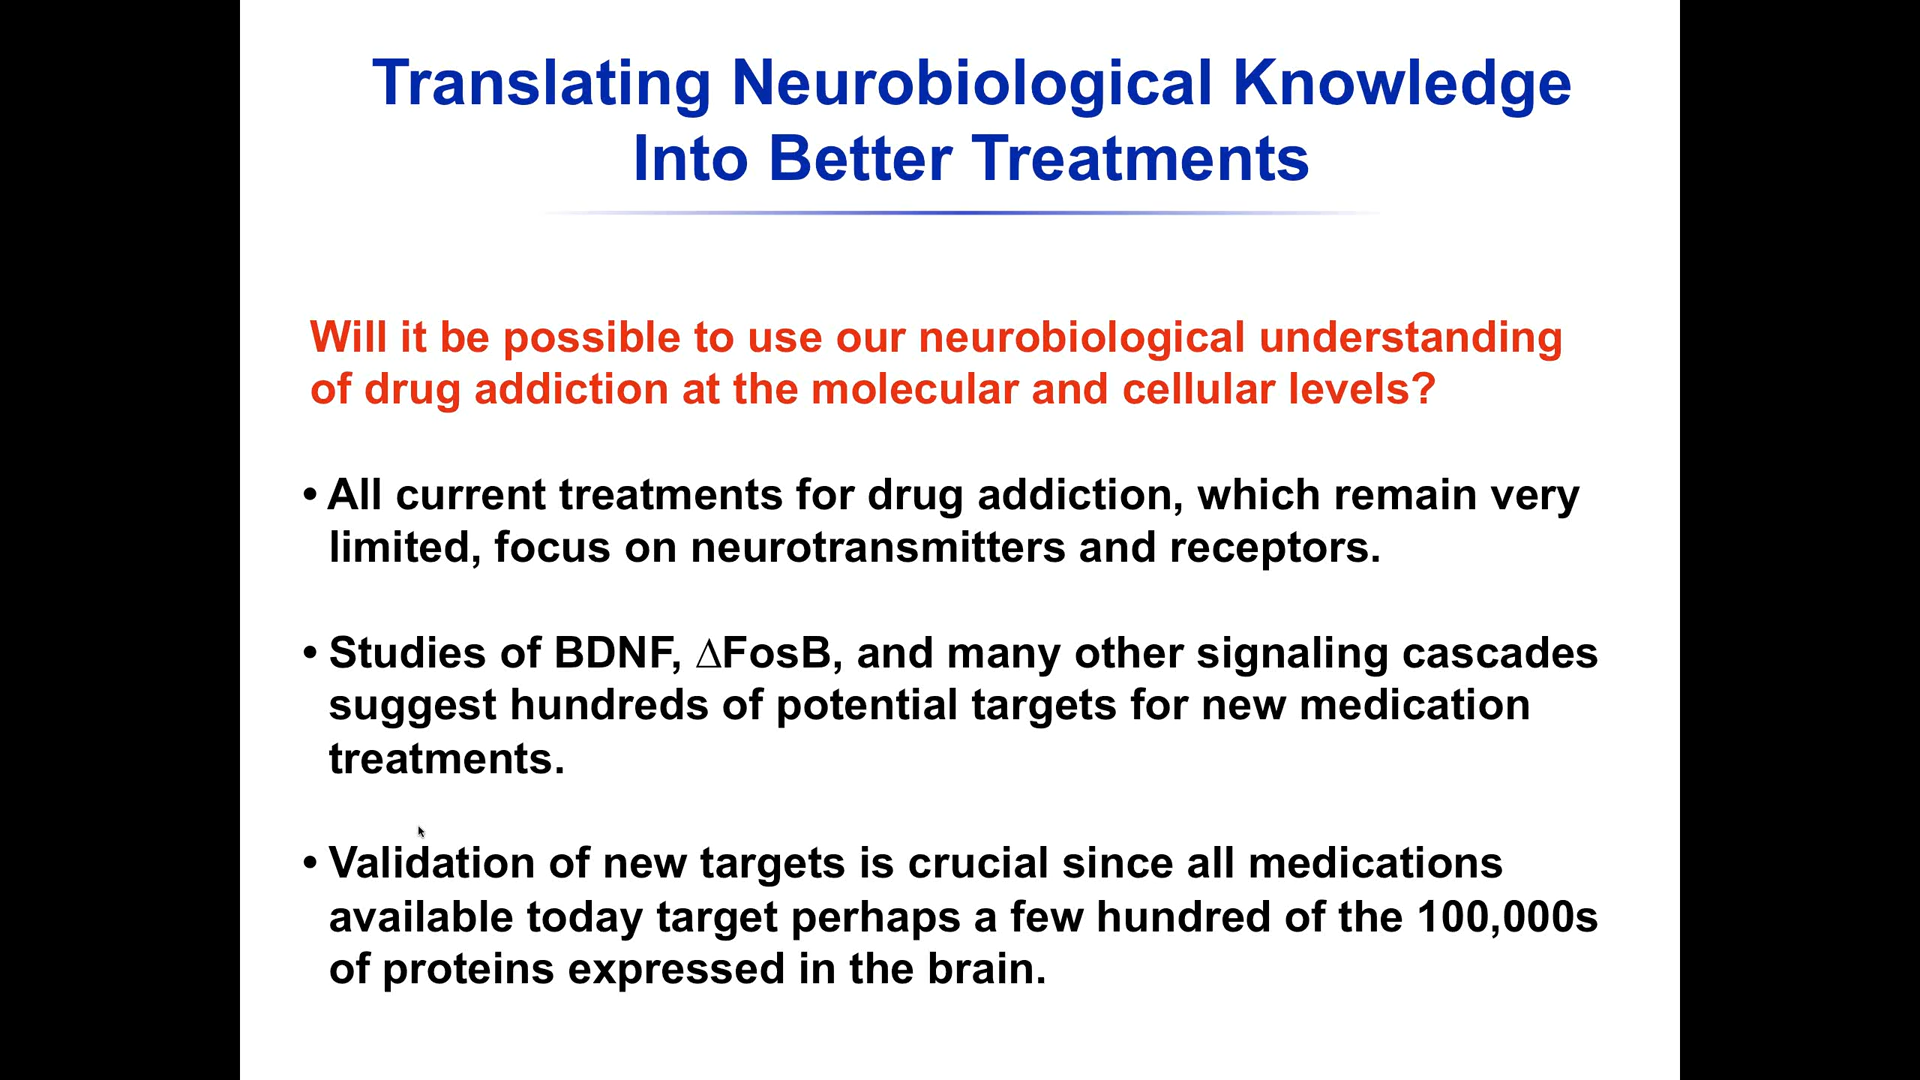 Translating Neurobiological Knowledge
Into Better Treatments
Will it be possible to use our neurobiological understanding
of drug addiction at the molecular and cellular levels?
• All current treatments for drug addiction, which remain very
limited, focus on neurotransmitters and receptors.
• Studies of BDNF, ΔFosB, and many other signaling cascades
suggest hundreds of potential targets for new medication
treatments.
• Validation of new targets is crucial since all medications
available today target perhaps a few hundred of the 100,000s
of proteins expressed in the brain.